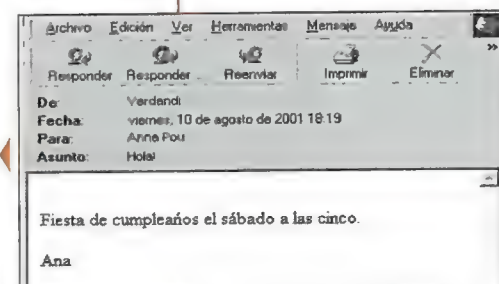 Archivo Edición Ver Herramientas Mensaje Ayuda
»
Responder Responder Reenviar Imprimir Eliminar
De: Verdandi
Fecha: viernes, 10 de agosto de 2001 18:19
Para: Anna Pou
Asunto: Hola!
Fiesta de cumpleaños el sábado a las cinco.
Ana